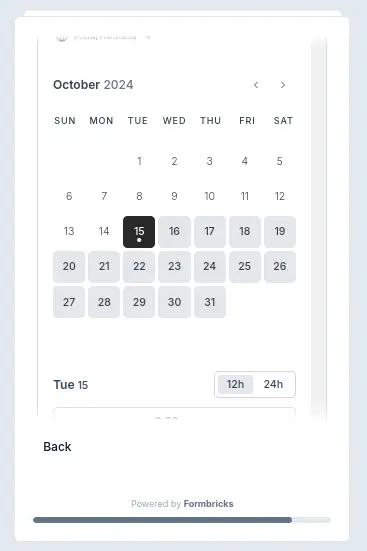 October 2024
SUN MON TUE WED THU FRI SAT
1 2 3 4 5
6 7 8 9 10 11 12
13 14 15 16 17 18 19
20 21 22 23 24 25 26
27 28 29 30 31
Tue 15 12h 24h
Back
Powered by Formbricks